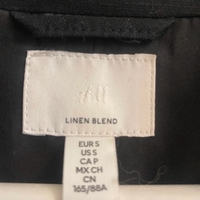 H&M
LINEN BLEND
EUR S
US S
CA P
MX CH
CN
165/88A